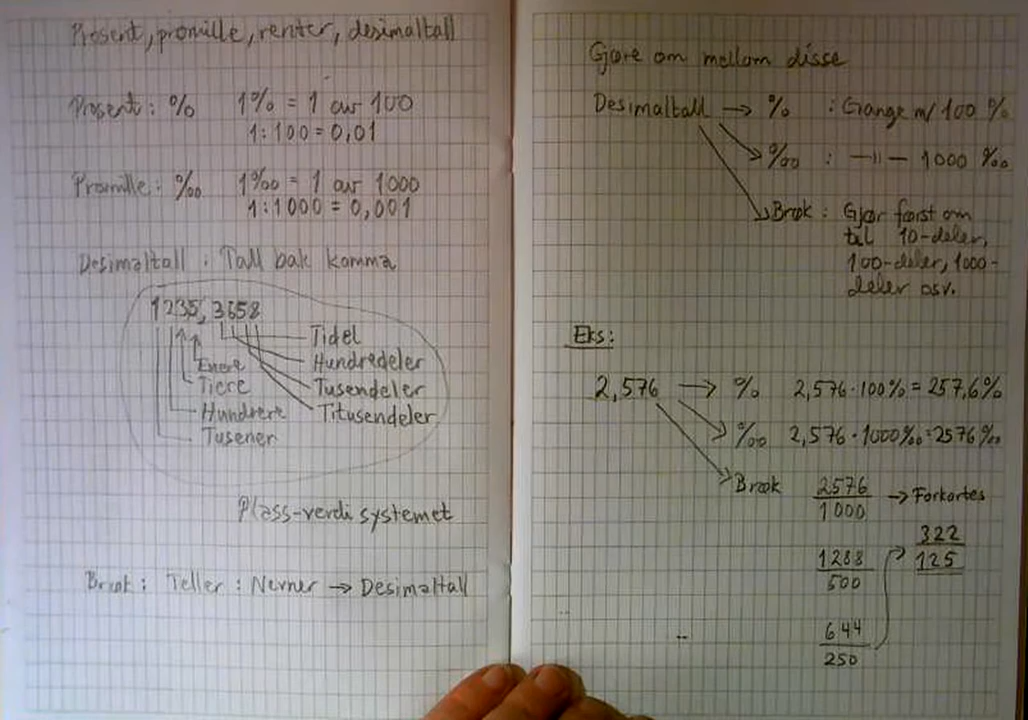 Prosent, promille, renter, desimaltall
Prosent: % 1% = 1 av 100
1:100 = 0,01
Promille: ‰ 1‰ = 1 av 1000
1:1000 = 0,001
Desimaltall: Tall bak komma
1235,3658
Tidel
Hundredeler
Tusendeler
Titusendeler
Enere
Tiere
Hundrere
Tusener
Plass-verdi systemet
Brøk: Teller : Nevner → Desimaltall
Gjøre om mellom disse
Desimaltall → % : Gange m/ 100 %
‰ : —〃— 1000 ‰
Brøk : Gjør først om
til 10-deler,
100-deler, 1000-
deler osv.
Eks:
2,576 → % 2,576·100% = 257,6%
‰ 2,576·1000‰ = 2576‰
Brøk 2576/1000 → Forkortes
1288/500
644/250
322/125